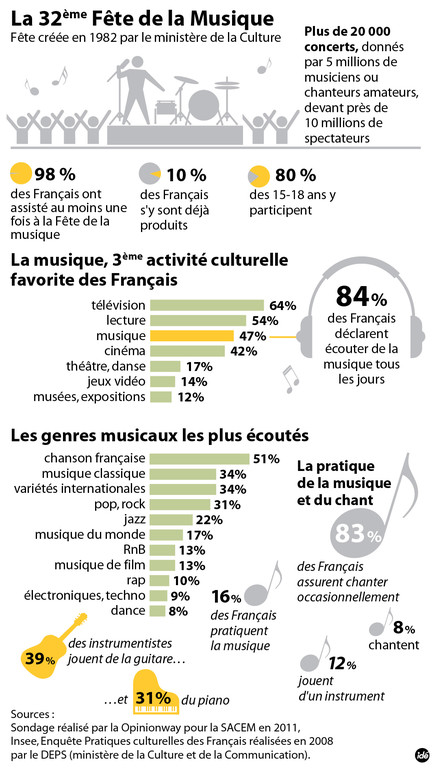 La 32ème Fête de la Musique
Fête créée en 1982 par le ministère de la Culture
Plus de 20 000
concerts, donnés
par 5 millions de
musiciens ou
chanteurs amateurs,
devant près de
10 millions de
spectateurs
98 %
des Français ont
assisté au moins une
fois à la Fête de la
musique
10 %
des Français
s'y sont déjà
produits
80 %
des 15-18 ans y
participent
La musique, 3ème activité culturelle
favorite des Français
télévision 64%
lecture 54%
musique 47%
cinéma 42%
théâtre, danse 17%
jeux vidéo 14%
musées, expositions 12%
84%
des Français
déclarent
écouter de la
musique tous
les jours
Les genres musicaux les plus écoutés
chanson française 51%
musique classique 34%
variétés internationales 34%
pop, rock 31%
jazz 22%
musique du monde 17%
RnB 13%
musique de film 13%
rap 10%
électroniques, techno 9%
dance 8%
La pratique
de la musique
et du chant
83%
des Français
assurent chanter
occasionnellement
16%
des Français
pratiquent
la musique
8%
chantent
12%
jouent
d'un instrument
39%
des instrumentistes
jouent de la guitare...
...et 31% du piano
Sources :
Sondage réalisé par la Opinionway pour la SACEM en 2011,
Insee, Enquête Pratiques culturelles des Français réalisées en 2008
par le DEPS (ministère de la Culture et de la Communication).
idé